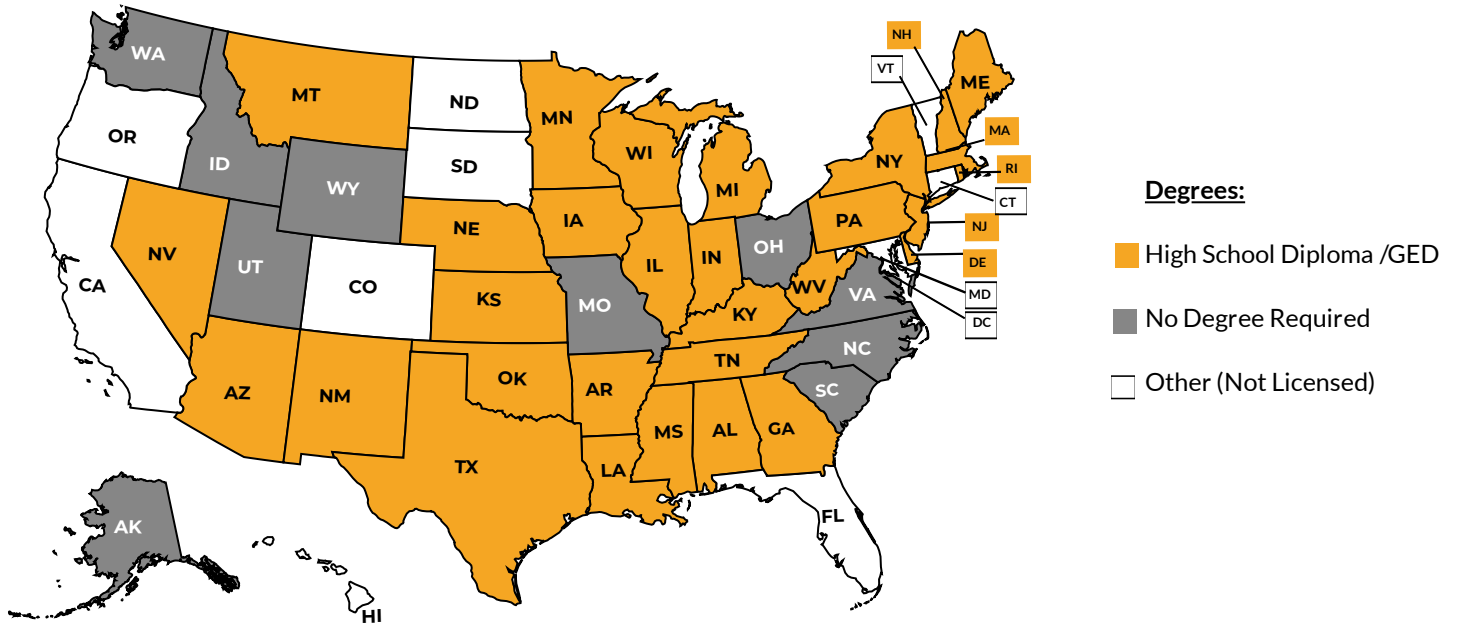 WA
MT
ND
MN
OR
ID
SD
WI
WY
MI
NY
ME
NH
VT
MA
RI
CT
NJ
DE
MD
DC
NV
UT
CA
CO
NE
IA
IL
IN
OH
PA
WV
VA
KS
MO
KY
NC
AZ
NM
OK
AR
TN
SC
TX
LA
MS
AL
GA
FL
AK
HI
Degrees:
High School Diploma /GED
No Degree Required
Other (Not Licensed)